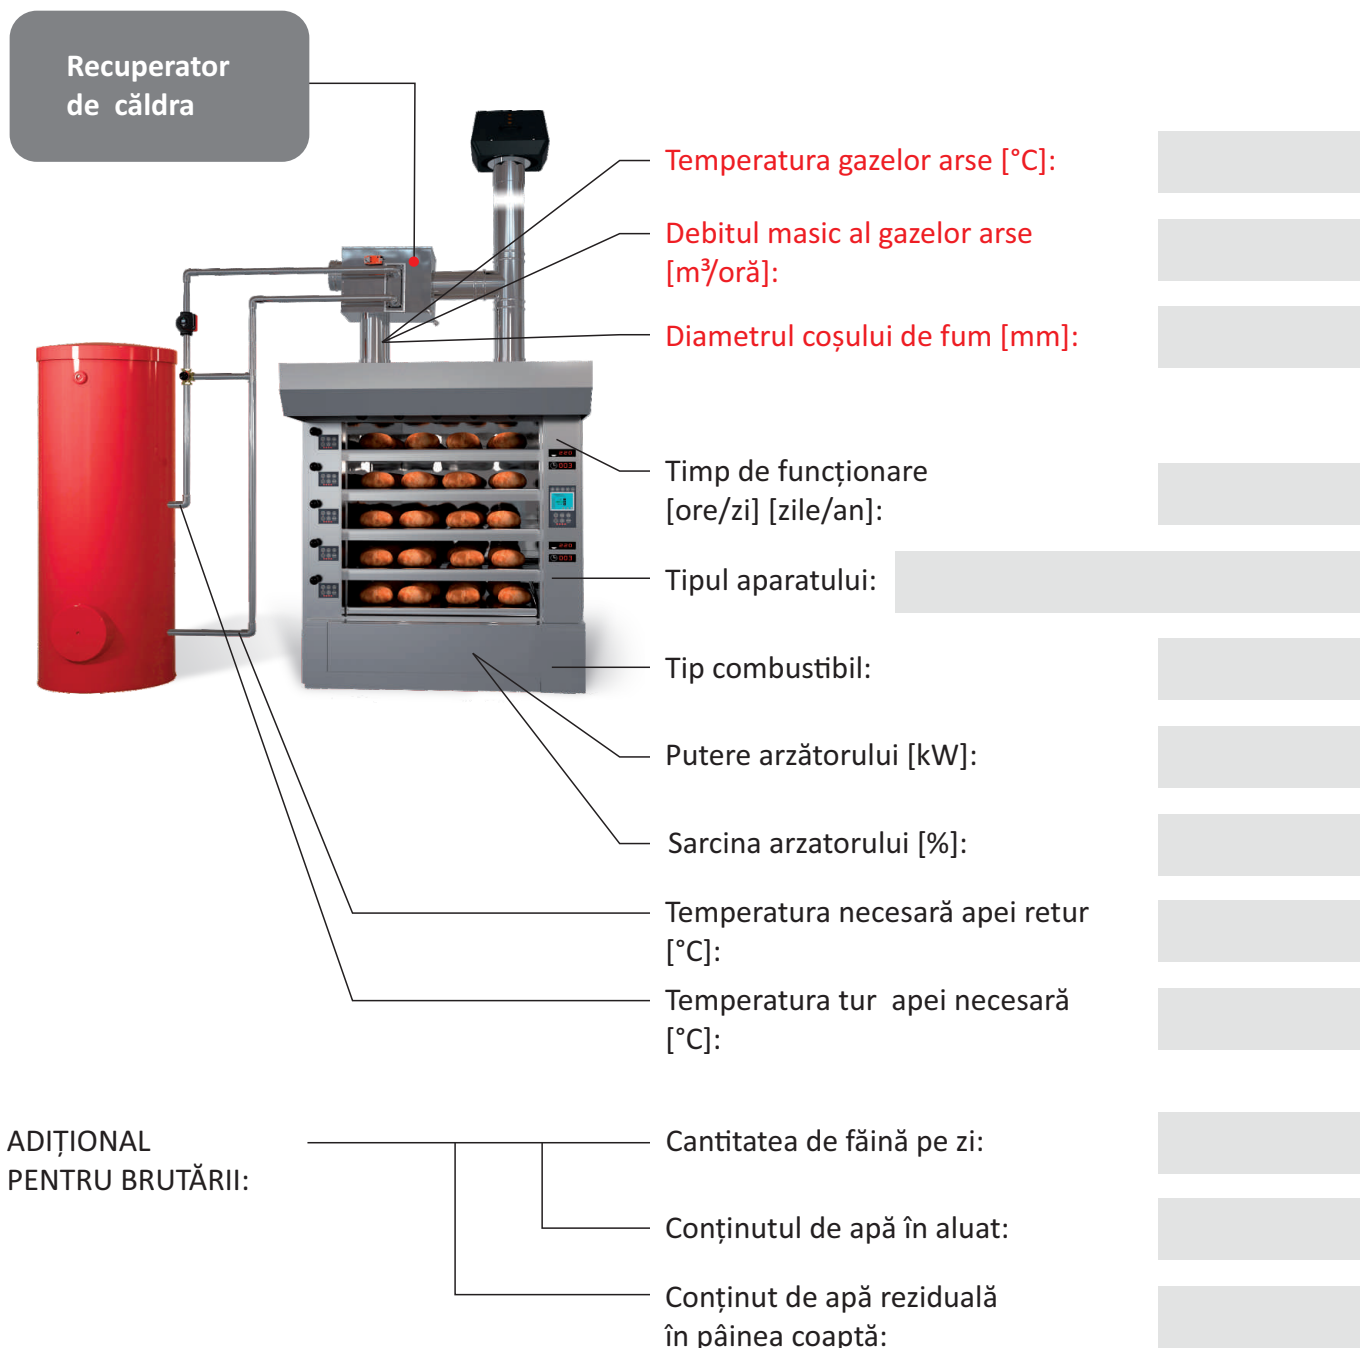 Recuperator
de căldra
Temperatura gazelor arse [°C]:
Debitul masic al gazelor arse
[m³/oră]:
Diametrul coșului de fum [mm]:
Timp de funcționare
[ore/zi] [zile/an]:
Tipul aparatului:
Tip combustibil:
Putere arzătorului [kW]:
Sarcina arzatorului [%]:
Temperatura necesară apei retur
[°C]:
Temperatura tur apei necesară
[°C]:
ADIȚIONAL
PENTRU BRUTĂRII:
Cantitatea de făină pe zi:
Conținutul de apă în aluat:
Conținut de apă reziduală
în pâinea coaptă: